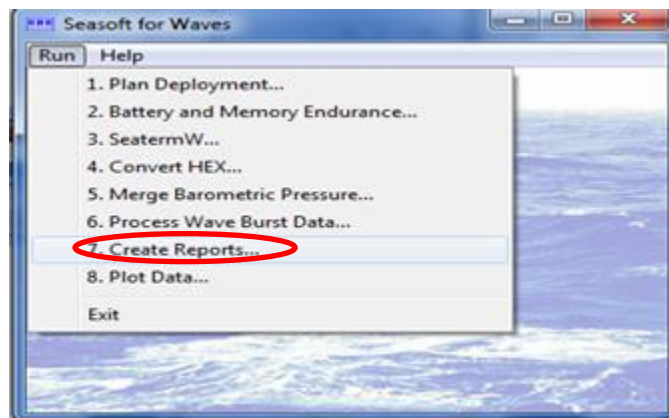 Seasoft for Waves
Run Help
1. Plan Deployment...
2. Battery and Memory Endurance...
3. SeatermW...
4. Convert HEX...
5. Merge Barometric Pressure...
6. Process Wave Burst Data...
7. Create Reports...
8. Plot Data...
Exit